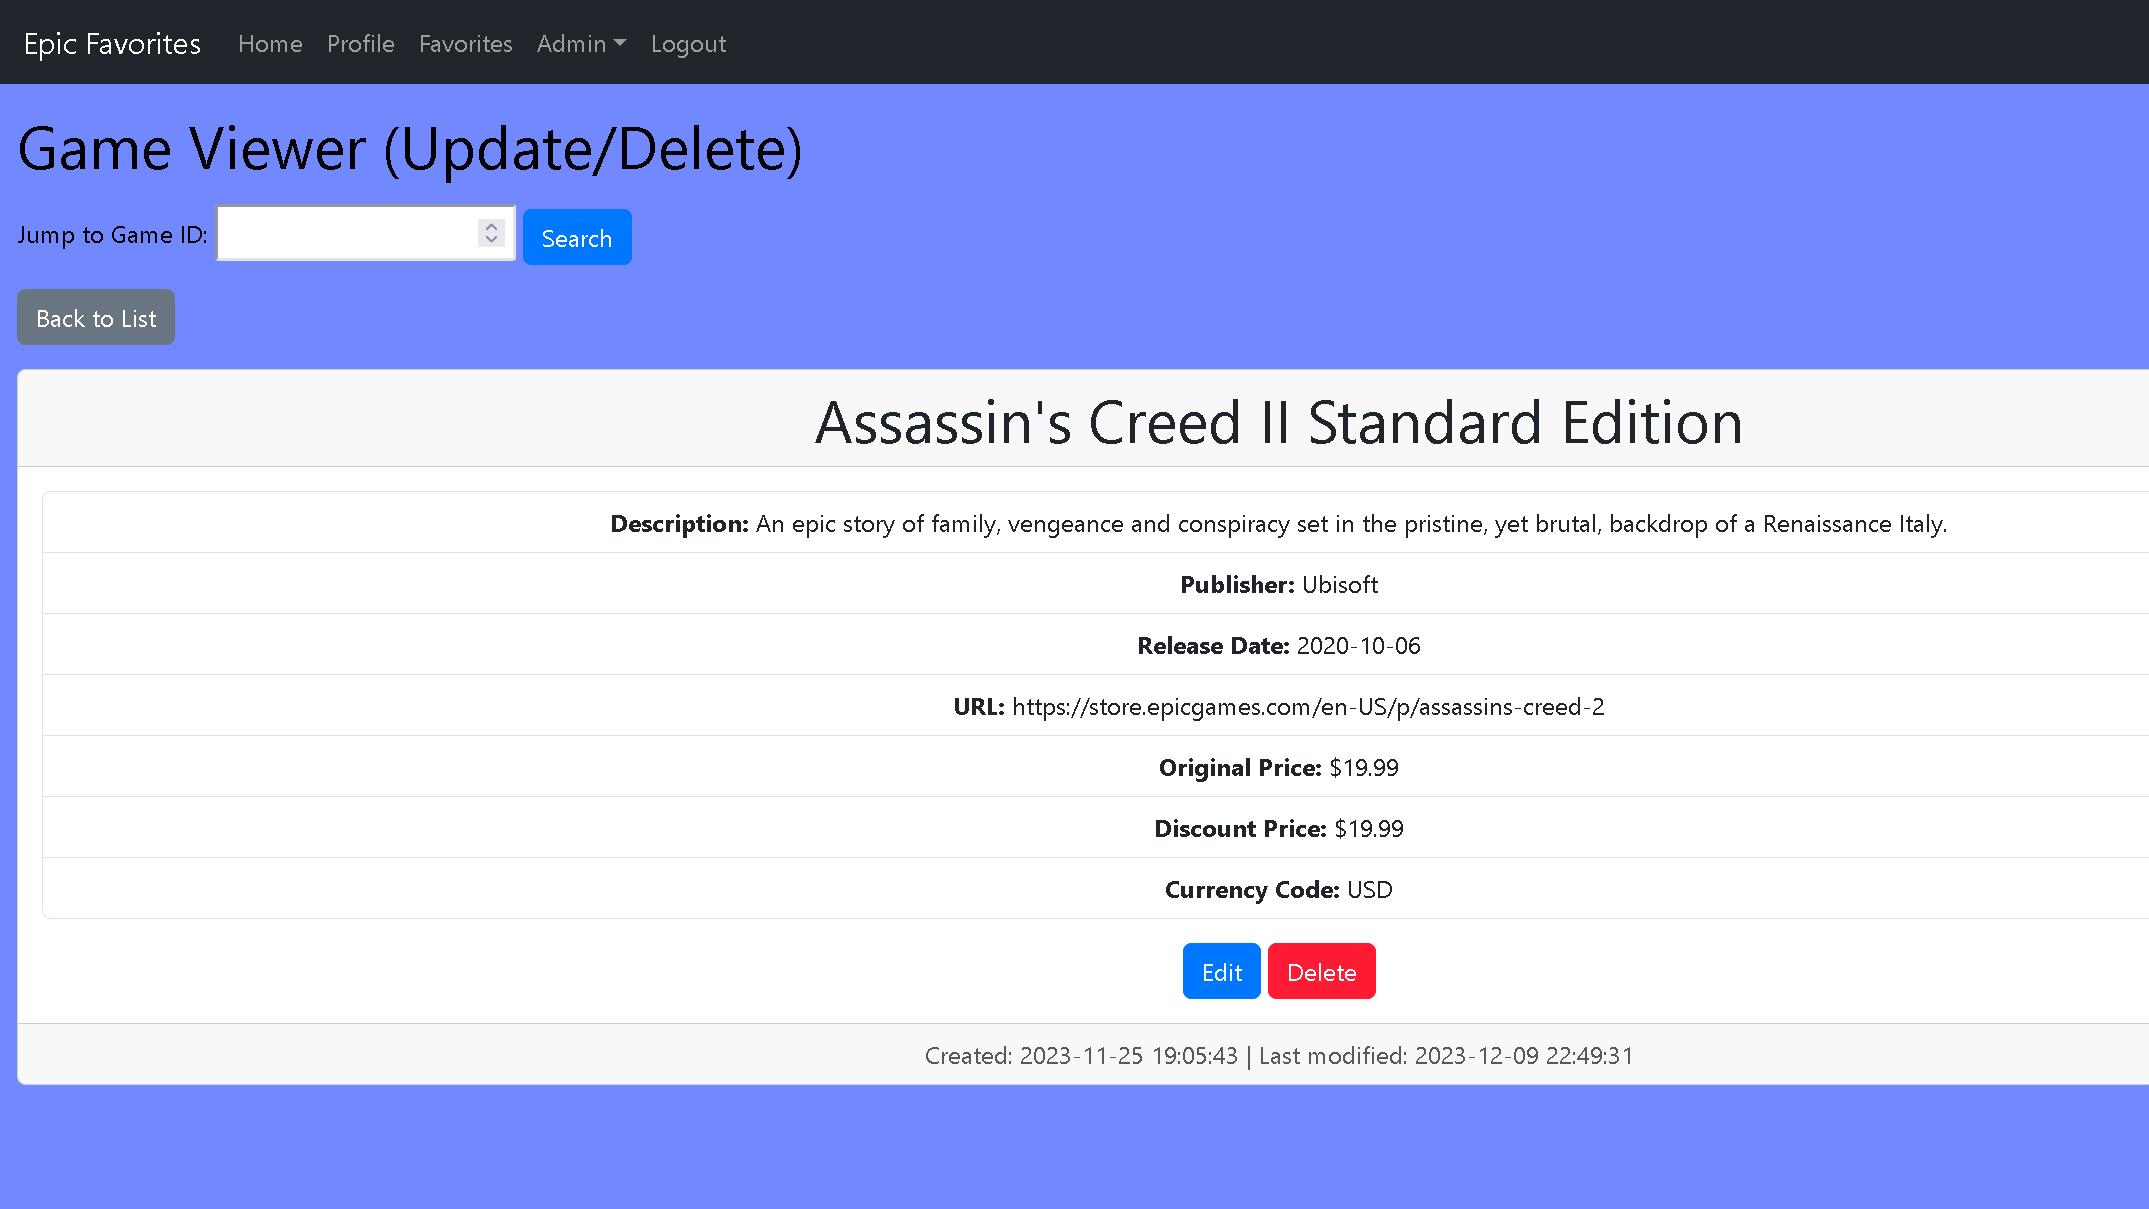 Epic Favorites Home Profile Favorites Admin Logout
Game Viewer (Update/Delete)
Jump to Game ID: Search
Back to List
Assassin's Creed II Standard Edition
Description: An epic story of family, vengeance and conspiracy set in the pristine, yet brutal, backdrop of a Renaissance Italy.
Publisher: Ubisoft
Release Date: 2020-10-06
URL: https://store.epicgames.com/en-US/p/assassins-creed-2
Original Price: $19.99
Discount Price: $19.99
Currency Code: USD
Edit Delete
Created: 2023-11-25 19:05:43 | Last modified: 2023-12-09 22:49:31